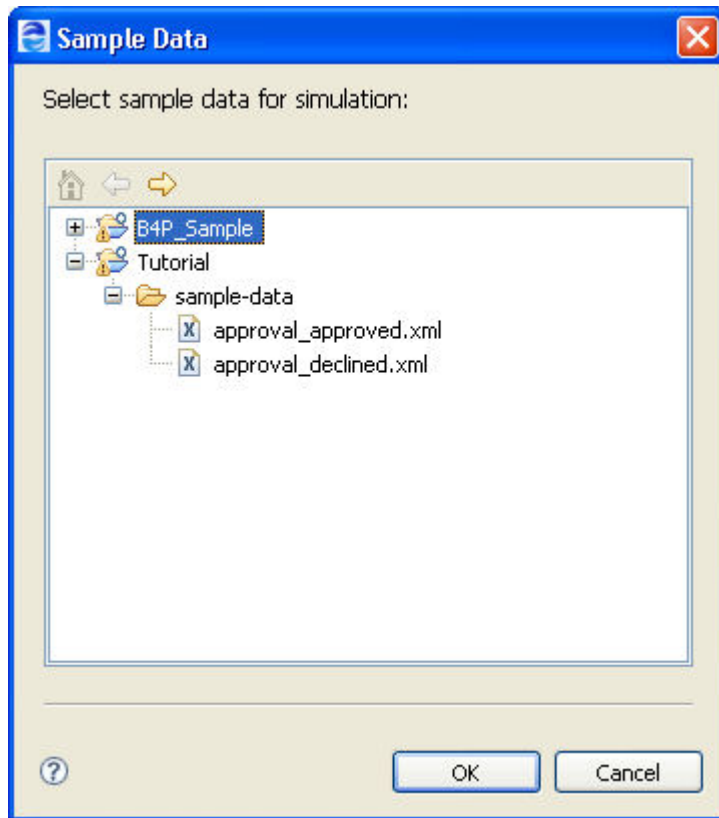 Sample Data
Select sample data for simulation:
B4P_Sample
Tutorial
sample-data
approval_approved.xml
approval_declined.xml
OK
Cancel